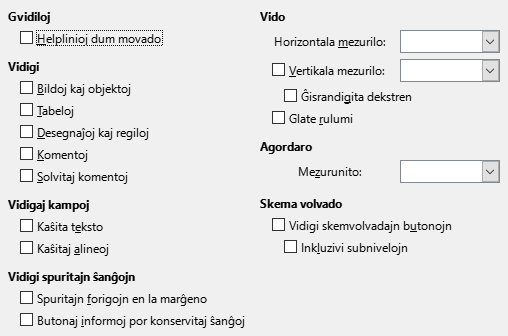 Gvidiloj
Helplinioj dum movado
Vidigi
Bildoj kaj objektoj
Tabeloj
Desegnaĵoj kaj regiloj
Komentoj
Solvitaj komentoj
Vidigaj kampoj
Kaŝita teksto
Kaŝitaj alineoj
Vidigi spuritajn ŝanĝojn
Spuritajn forigojn en la marĝeno
Butonaj informoj por konservitaj ŝanĝoj
Vido
Horizontala mezurilo:
Vertikala mezurilo:
Ĝisrandigita dekstren
Glate rulumi
Agordaro
Mezurunito:
Skema volvado
Vidigi skemvolvadajn butonojn
Inkluzivi subnivelojn